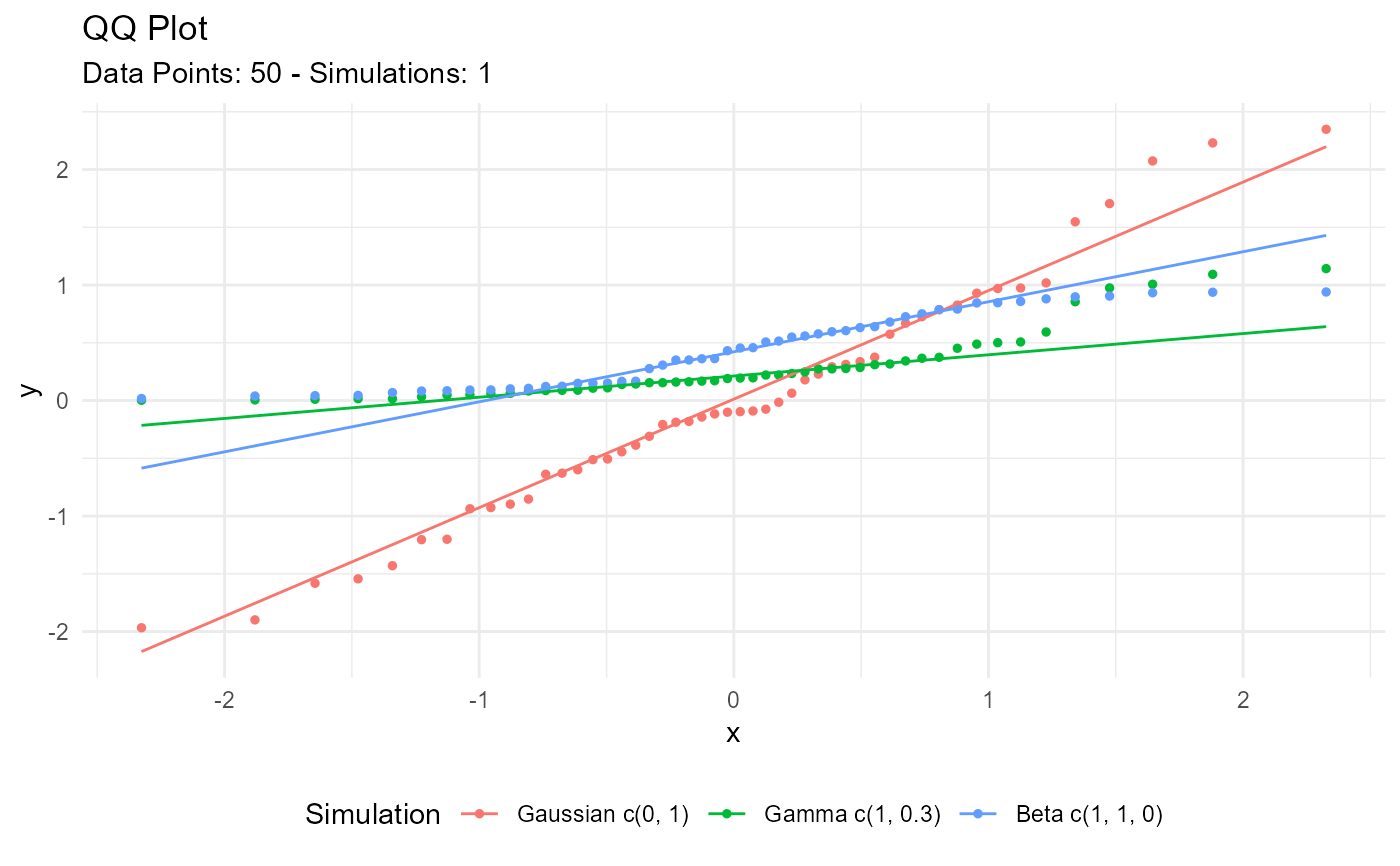 QQ Plot
Data Points: 50 - Simulations: 1
2
1
0
-1
-2
y
-2 -1 0 1 2
x
Simulation Gaussian c(0, 1) Gamma c(1, 0.3) Beta c(1, 1, 0)